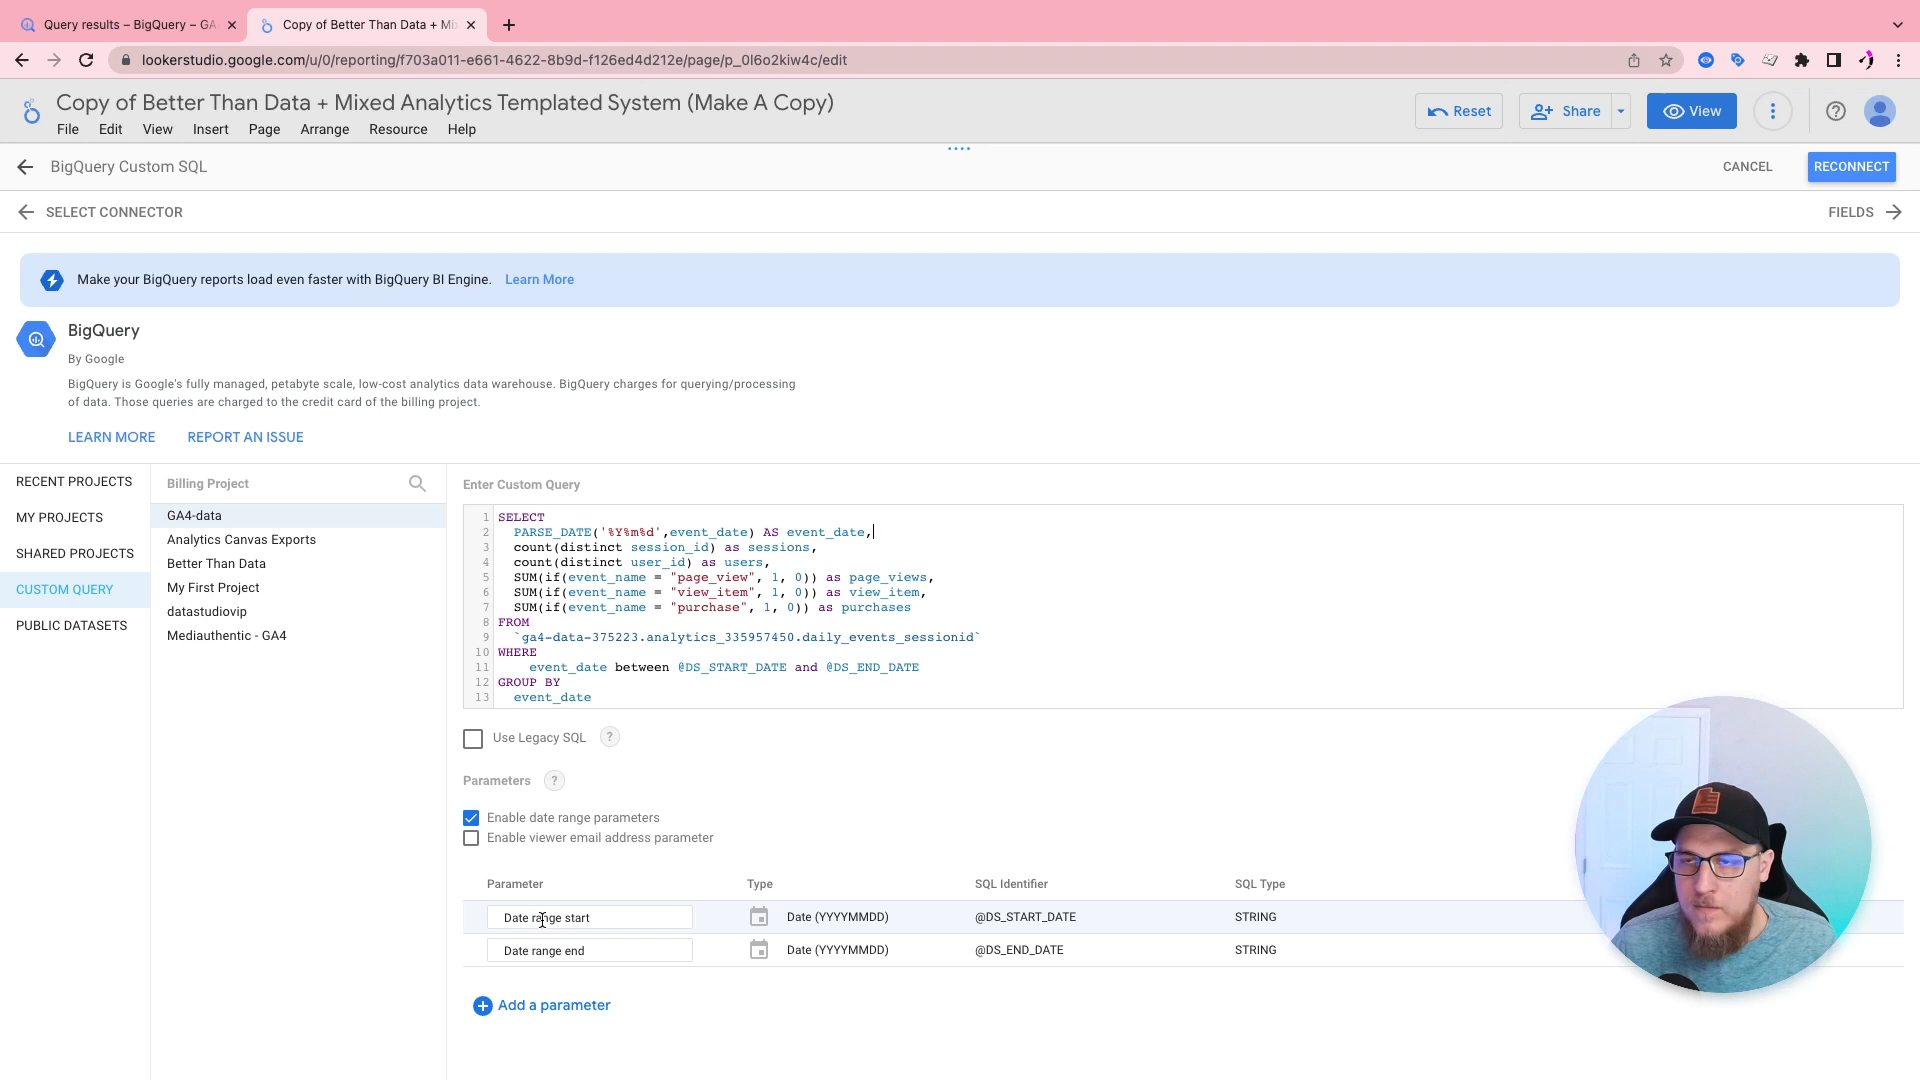 Query results – BigQuery – GA
Copy of Better Than Data + Mi
lookerstudio.google.com/u/0/reporting/f703a011-e661-4622-8b9d-f126ed4d212e/page/p_0l6o2kiw4c/edit
Copy of Better Than Data + Mixed Analytics Templated System (Make A Copy)
File Edit View Insert Page Arrange Resource Help
Reset
Share
View
BigQuery Custom SQL
CANCEL
RECONNECT
SELECT CONNECTOR
FIELDS
Make your BigQuery reports load even faster with BigQuery BI Engine. Learn More
BigQuery
By Google
BigQuery is Google's fully managed, petabyte scale, low-cost analytics data warehouse. BigQuery charges for querying/processing
of data. Those queries are charged to the credit card of the billing project.
LEARN MORE
REPORT AN ISSUE
RECENT PROJECTS
MY PROJECTS
SHARED PROJECTS
CUSTOM QUERY
PUBLIC DATASETS
Billing Project
GA4-data
Analytics Canvas Exports
Better Than Data
My First Project
datastudiovip
Mediauthentic - GA4
Enter Custom Query
1 SELECT
2 PARSE_DATE('%Y%m%d',event_date) AS event_date,
3 count(distinct session_id) as sessions,
4 count(distinct user_id) as users,
5 SUM(if(event_name = "page_view", 1, 0)) as page_views,
6 SUM(if(event_name = "view_item", 1, 0)) as view_item,
7 SUM(if(event_name = "purchase", 1, 0)) as purchases
8 FROM
9 `ga4-data-375223.analytics_335957450.daily_events_sessionid`
10 WHERE
11 event_date between @DS_START_DATE and @DS_END_DATE
12 GROUP BY
13 event_date
Use Legacy SQL ?
Parameters ?
Enable date range parameters
Enable viewer email address parameter
Parameter Type SQL Identifier SQL Type
Date range start Date (YYYYMMDD) @DS_START_DATE STRING
Date range end Date (YYYYMMDD) @DS_END_DATE STRING
Add a parameter